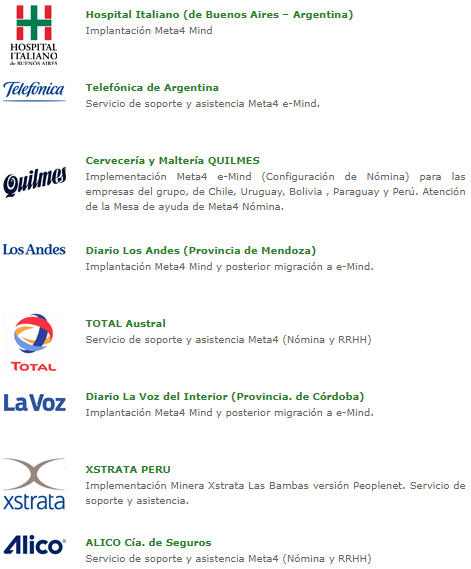 HOSPITAL
ITALIANO
de BUENOS AIRES
Hospital Italiano (de Buenos Aires – Argentina)
Implantación Meta4 Mind
Telefónica
Telefónica de Argentina
Servicio de soporte y asistencia Meta4 e-Mind.
Quilmes
Cervecería y Maltería QUILMES
Implementación Meta4 e-Mind (Configuración de Nómina) para las
empresas del grupo, de Chile, Uruguay, Bolivia , Paraguay y Perú. Atención
de la Mesa de ayuda de Meta4 Nómina.
Los Andes
Diario Los Andes (Provincia de Mendoza)
Implantación Meta4 Mind y posterior migración a e-Mind.
TOTAL
TOTAL Austral
Servicio de soporte y asistencia Meta4 (Nómina y RRHH)
La Voz
Diario La Voz del Interior (Provincia. de Córdoba)
Implantación Meta4 Mind y posterior migración a e-Mind.
xstrata
XSTRATA PERU
Implementación Minera Xstrata Las Bambas versión Peoplenet. Servicio de
soporte y asistencia.
Alico
ALICO Cía. de Seguros
Servicio de soporte y asistencia Meta4 (Nómina y RRHH)